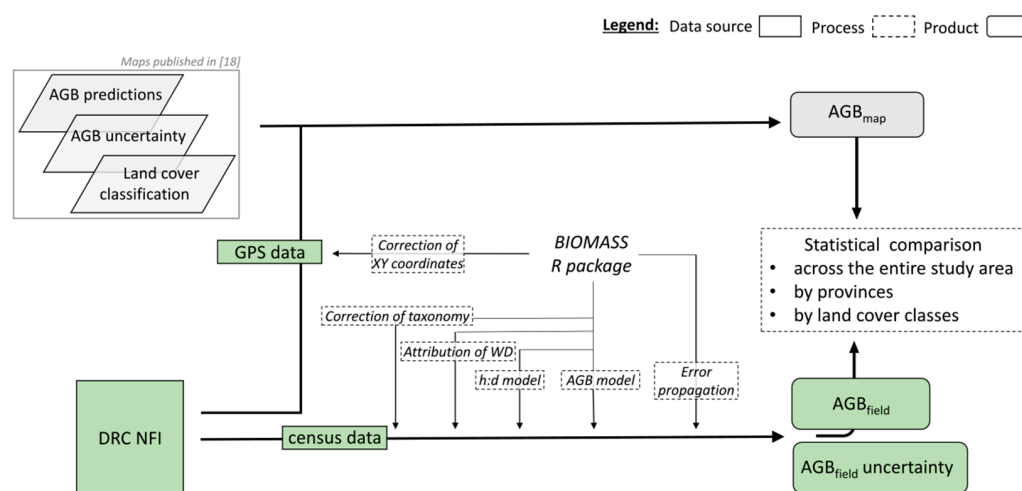 Legend: Data source Process Product
Maps published in [18]
AGB predictions
AGB uncertainty
Land cover
classification
AGBmap
GPS data
Correction of
XY coordinates
BIOMASS
R package
Statistical comparison
• across the entire study area
• by provinces
• by land cover classes
Correction of taxonomy
Attribution of WD
h:d model
AGB model
Error
propagation
DRC NFI
census data
AGBfield
AGBfield uncertainty